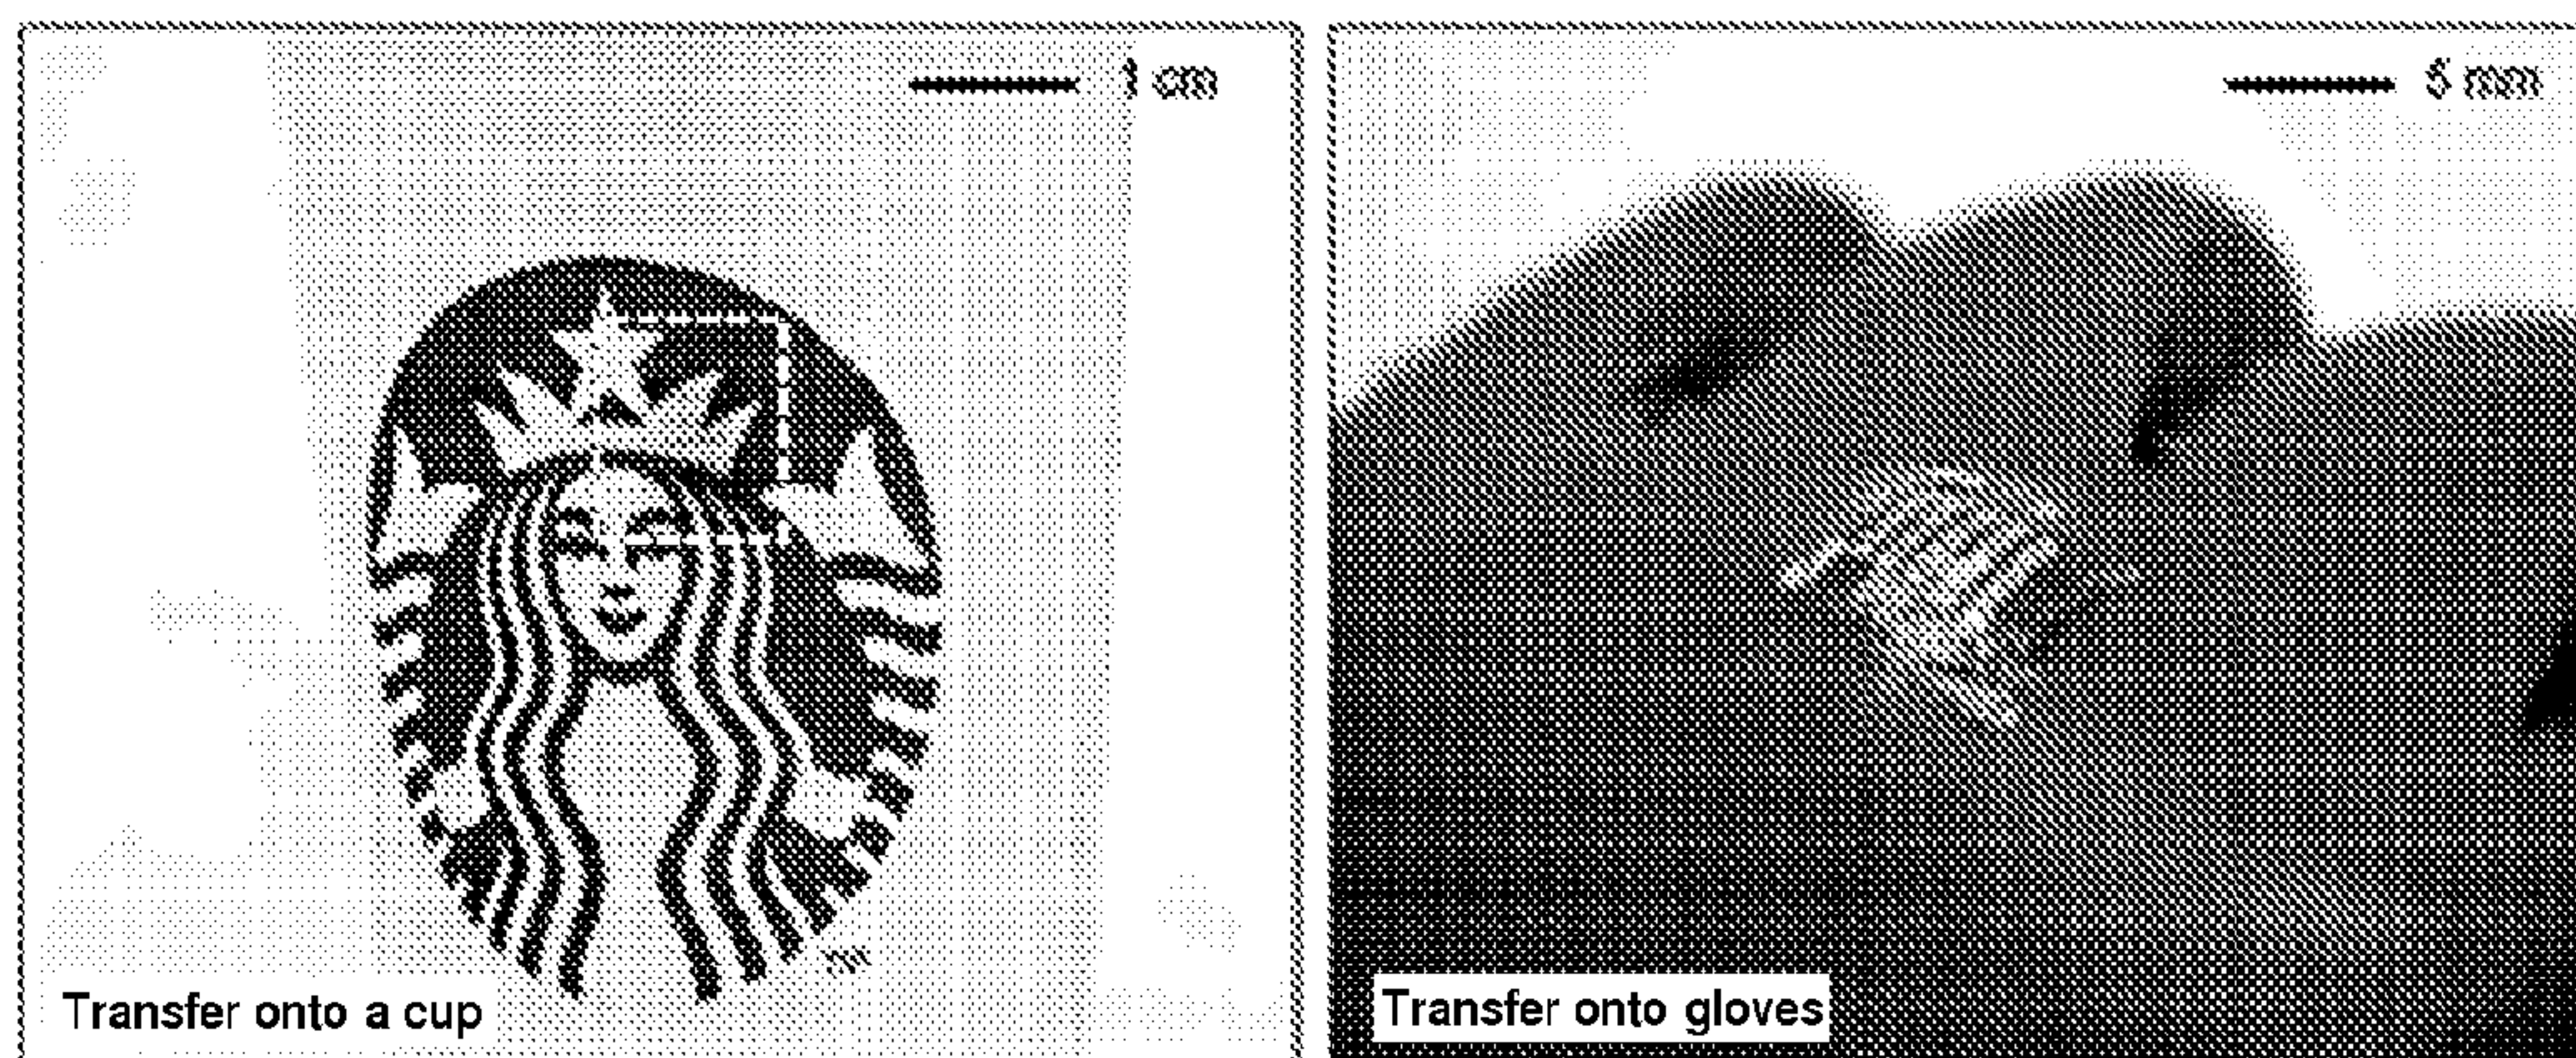 1 cm
Transfer onto a cup
5 mm
Transfer onto gloves